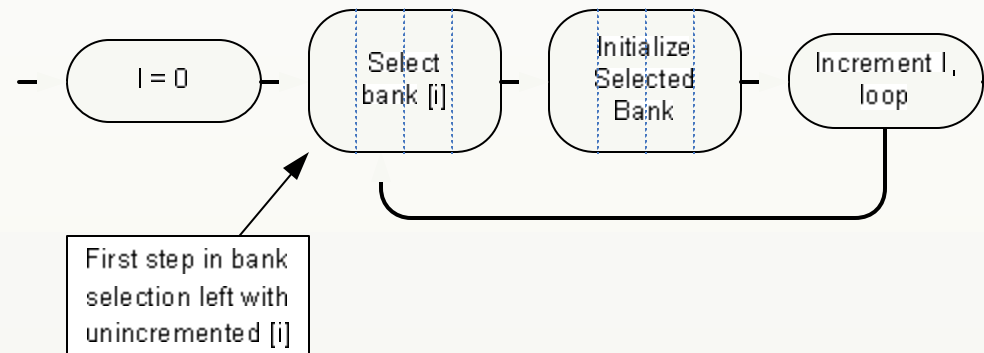 I = 0
Select
bank [i]
Initialize
Selected
Bank
Increment I,
loop
First step in bank
selection left with
unincremented [i]